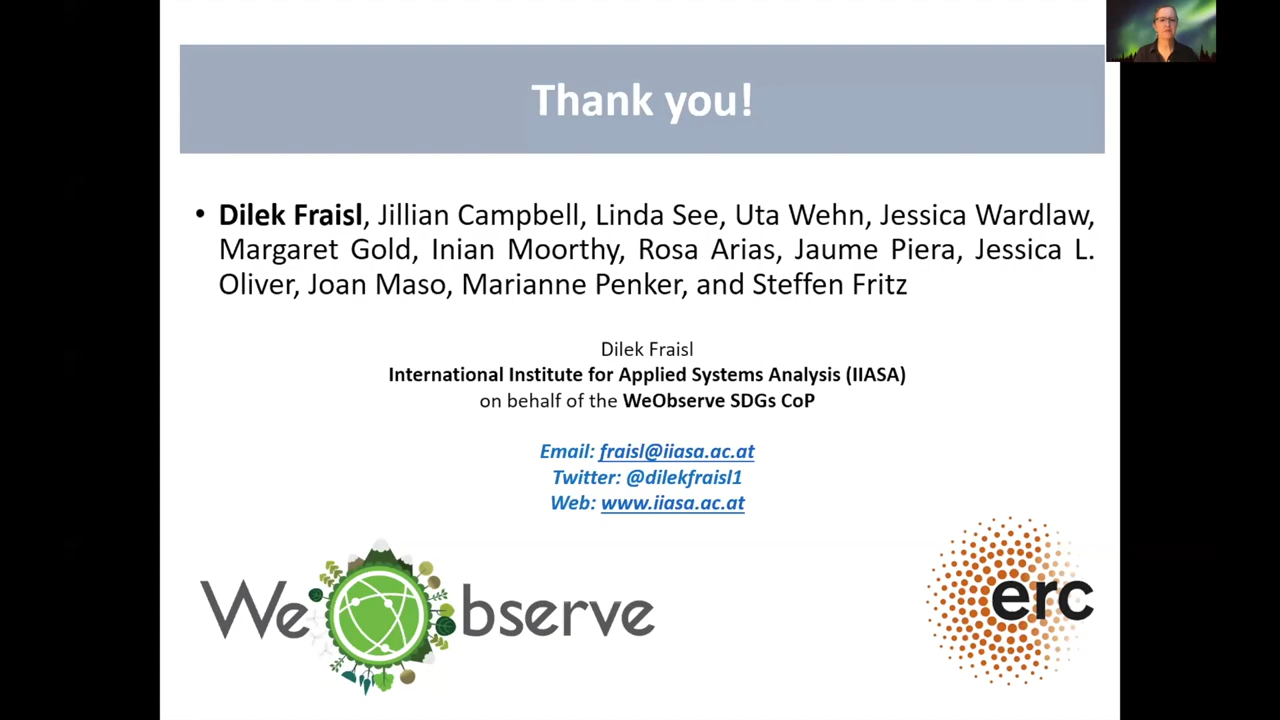 Thank you!
• Dilek Fraisl, Jillian Campbell, Linda See, Uta Wehn, Jessica Wardlaw,
Margaret Gold, Inian Moorthy, Rosa Arias, Jaume Piera, Jessica L.
Oliver, Joan Maso, Marianne Penker, and Steffen Fritz
Dilek Fraisl
International Institute for Applied Systems Analysis (IIASA)
on behalf of the WeObserve SDGs CoP
Email: fraisl@iiasa.ac.at
Twitter: @dilekfraisl1
Web: www.iiasa.ac.at
WeObserve
erc